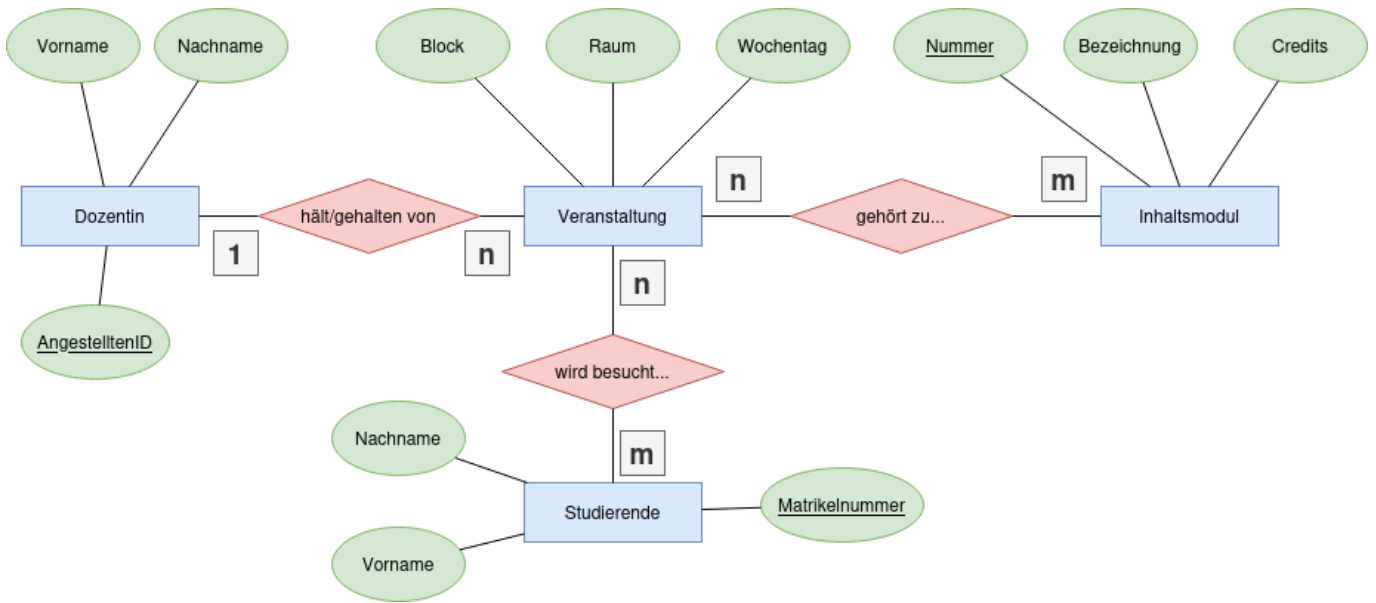 Vorname
Nachname
Block
Raum
Wochentag
Nummer
Bezeichnung
Credits
n
m
Dozentin
hält/gehalten von
Veranstaltung
gehört zu...
Inhaltsmodul
1
n
n
AngestelltenID
wird besucht...
Nachname
m
Matrikelnummer
Studierende
Vorname